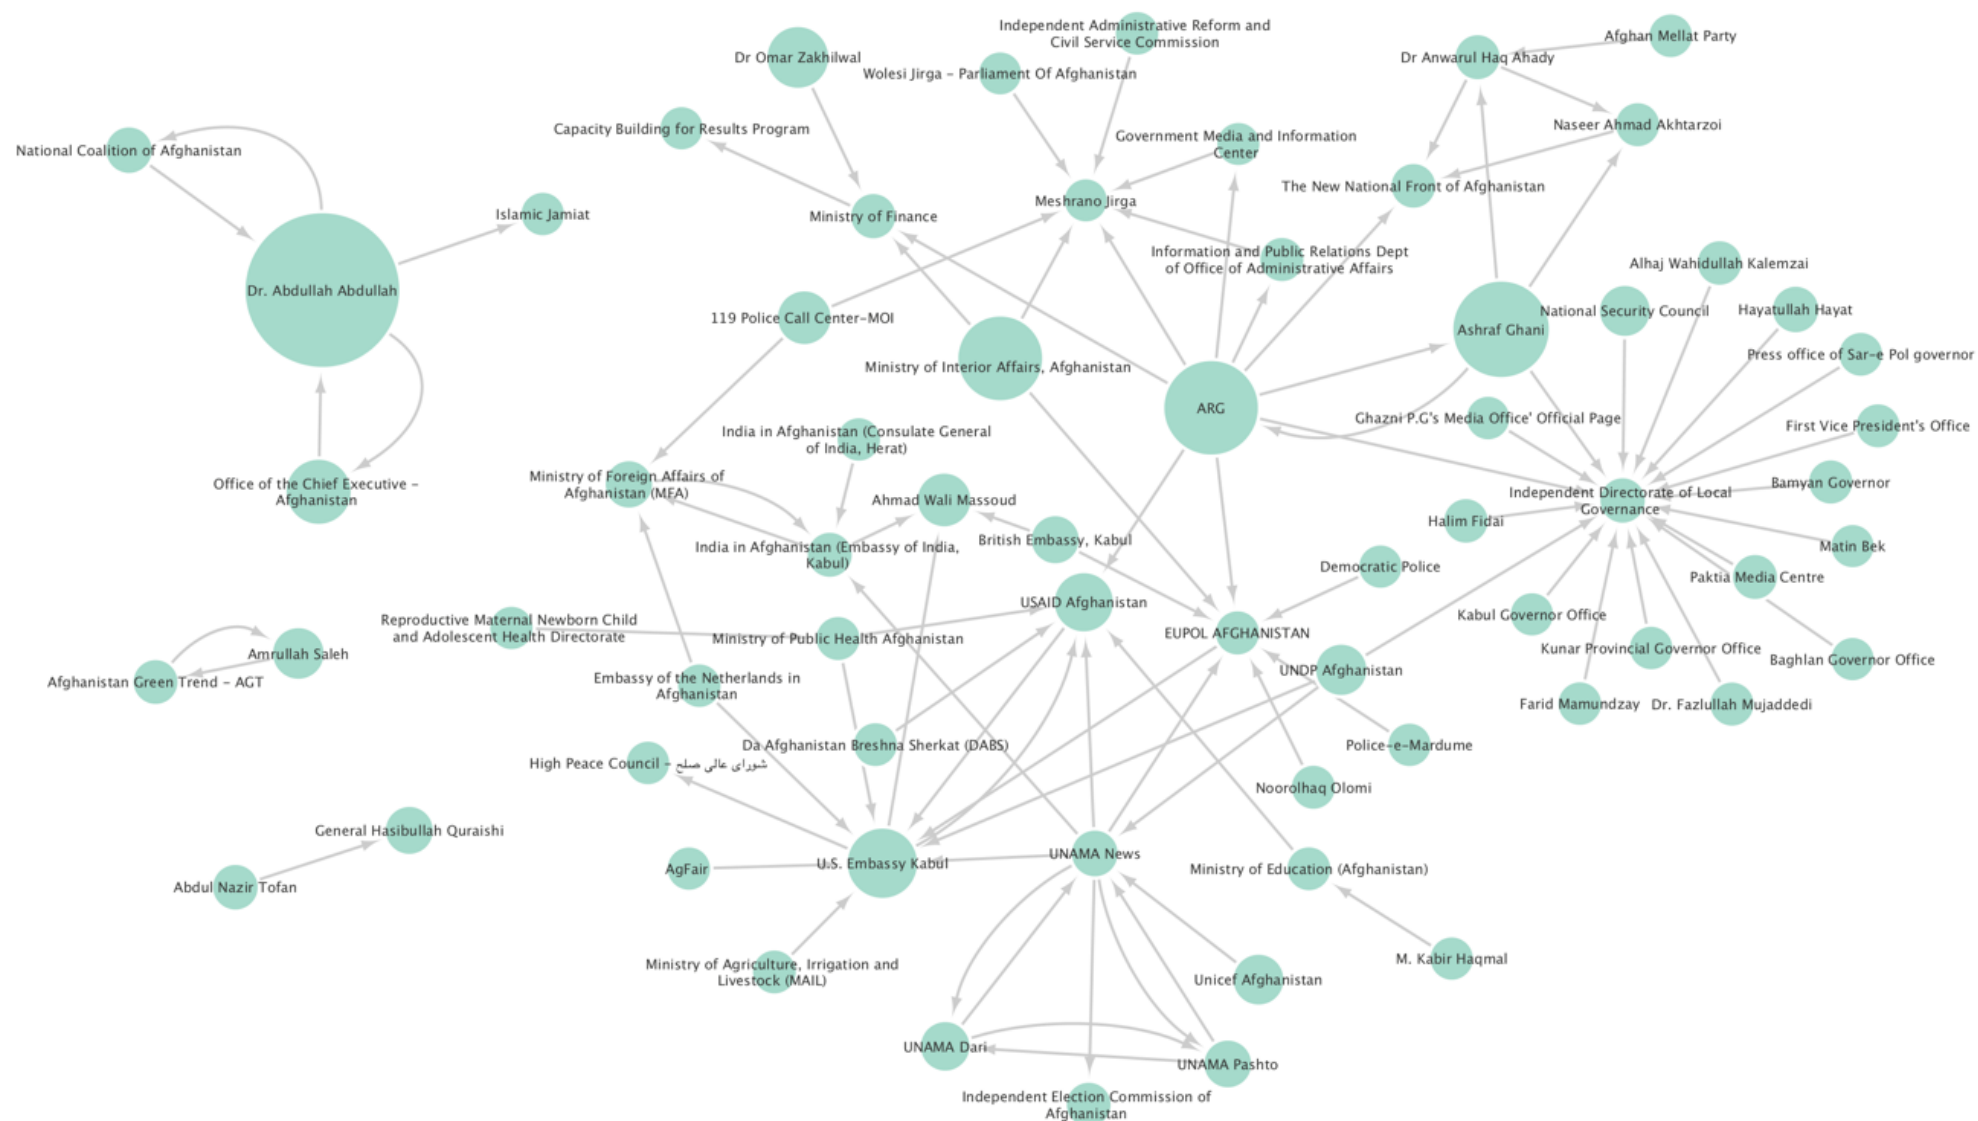 Independent Administrative Reform and
Civil Service Commission
Afghan Mellat Party
Dr Omar Zakhilwal
Dr Anwarul Haq Ahady
Wolesi Jirga – Parliament Of Afghanistan
Capacity Building for Results Program
Naseer Ahmad Akhtarzoi
Government Media and Information
Center
National Coalition of Afghanistan
The New National Front of Afghanistan
Meshrano Jirga
Islamic Jamiat
Ministry of Finance
Information and Public Relations Dept
of Office of Administrative Affairs
Alhaj Wahidullah Kalemzai
Dr. Abdullah Abdullah
National Security Council
Hayatullah Hayat
119 Police Call Center–MOI
Ashraf Ghani
Press office of Sar–e Pol governor
Ministry of Interior Affairs, Afghanistan
ARG
Ghazni P.G's Media Office' Official Page
First Vice President's Office
India in Afghanistan (Consulate General
of India, Herat)
Office of the Chief Executive –
Afghanistan
Ministry of Foreign Affairs of
Afghanistan (MFA)
Ahmad Wali Massoud
Bamyan Governor
Independent Directorate of Local
Governance
Halim Fidai
India in Afghanistan (Embassy of India,
Kabul)
British Embassy, Kabul
Matin Bek
Democratic Police
Paktia Media Centre
USAID Afghanistan
Kabul Governor Office
Reproductive Maternal Newborn Child
and Adolescent Health Directorate
Ministry of Public Health Afghanistan
EUPOL AFGHANISTAN
Kunar Provincial Governor Office
Amrullah Saleh
Baghlan Governor Office
UNDP Afghanistan
Afghanistan Green Trend – AGT
Embassy of the Netherlands in
Afghanistan
Farid Mamundzay
Dr. Fazlullah Mujaddedi
Da Afghanistan Breshna Sherkat (DABS)
Police–e–Mardume
High Peace Council – شورای عالی صلح
Noorolhaq Olomi
General Hasibullah Quraishi
UNAMA News
U.S. Embassy Kabul
AgFair
Ministry of Education (Afghanistan)
Abdul Nazir Tofan
M. Kabir Haqmal
Ministry of Agriculture, Irrigation and
Livestock (MAIL)
Unicef Afghanistan
UNAMA Dari
UNAMA Pashto
Independent Election Commission of
Afghanistan